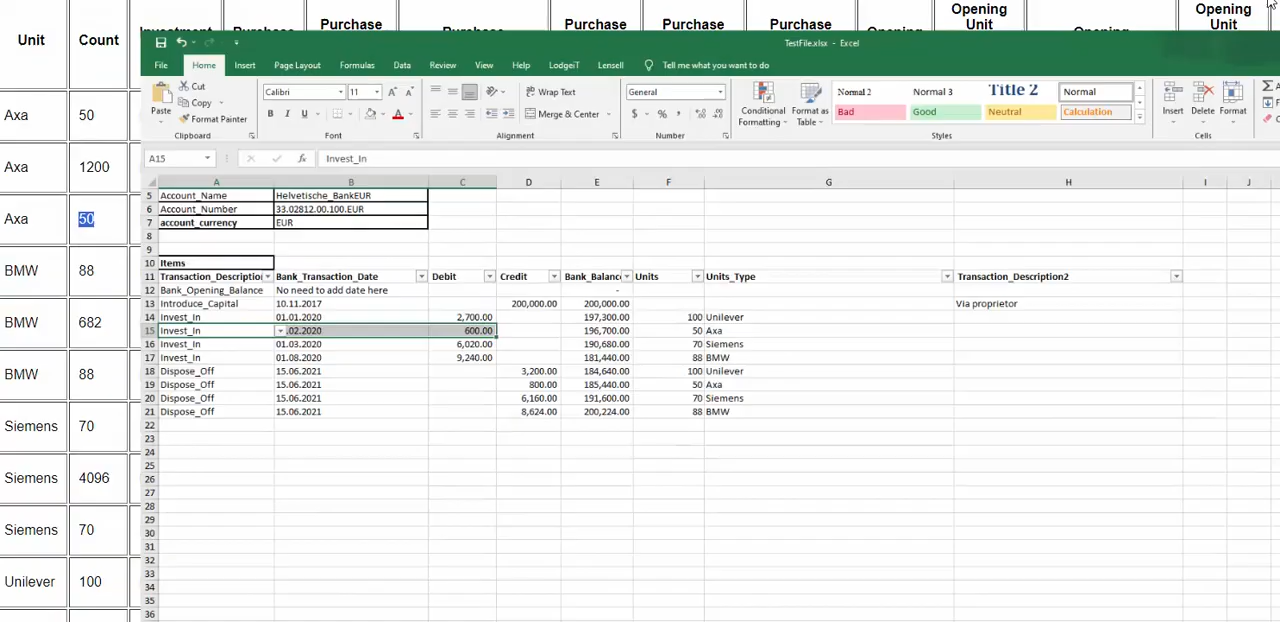 Unit Count Purchase Purchase Purchase Purchase Opening Unit Opening Unit
TestFile.xlsx - Excel
File Home Insert Page Layout Formulas Data Review View Help LodgeiT Lensell Tell me what you want to do
Paste Cut Copy Format Painter
Calibri 11 B I U A
Wrap Text Merge & Center
General $ % ,
Conditional Formatting Format as Table
Normal 2 Normal 3 Title 2 Normal
Bad Good Neutral Calculation
Insert Delete Format
Clipboard Font Alignment Number Styles Cells
A15 fx Invest_In
A B C D E F G H I J
5 Account_Name Helvetische_BankEUR
6 Account_Number 33.02812.00.100.EUR
7 account_currency EUR
8
9
10 Items
11 Transaction_Descriptio Bank_Transaction_Date Debit Credit Bank_Balanc Units Units_Type Transaction_Description2
12 Bank_Opening_Balance No need to add date here -
13 Introduce_Capital 10.11.2017 200,000.00 200,000.00 Via proprietor
14 Invest_In 01.01.2020 2,700.00 197,300.00 100 Unilever
15 Invest_In .02.2020 600.00 196,700.00 50 Axa
16 Invest_In 01.03.2020 6,020.00 190,680.00 70 Siemens
17 Invest_In 01.08.2020 9,240.00 181,440.00 88 BMW
18 Dispose_Off 15.06.2021 3,200.00 184,640.00 100 Unilever
19 Dispose_Off 15.06.2021 800.00 185,440.00 50 Axa
20 Dispose_Off 15.06.2021 6,160.00 191,600.00 70 Siemens
21 Dispose_Off 15.06.2021 8,624.00 200,224.00 88 BMW
22
23
24
25
26
27
28
29
30
31
32
33
34
35
36
Axa 50
Axa 1200
Axa 50
BMW 88
BMW 682
BMW 88
Siemens 70
Siemens 4096
Siemens 70
Unilever 100